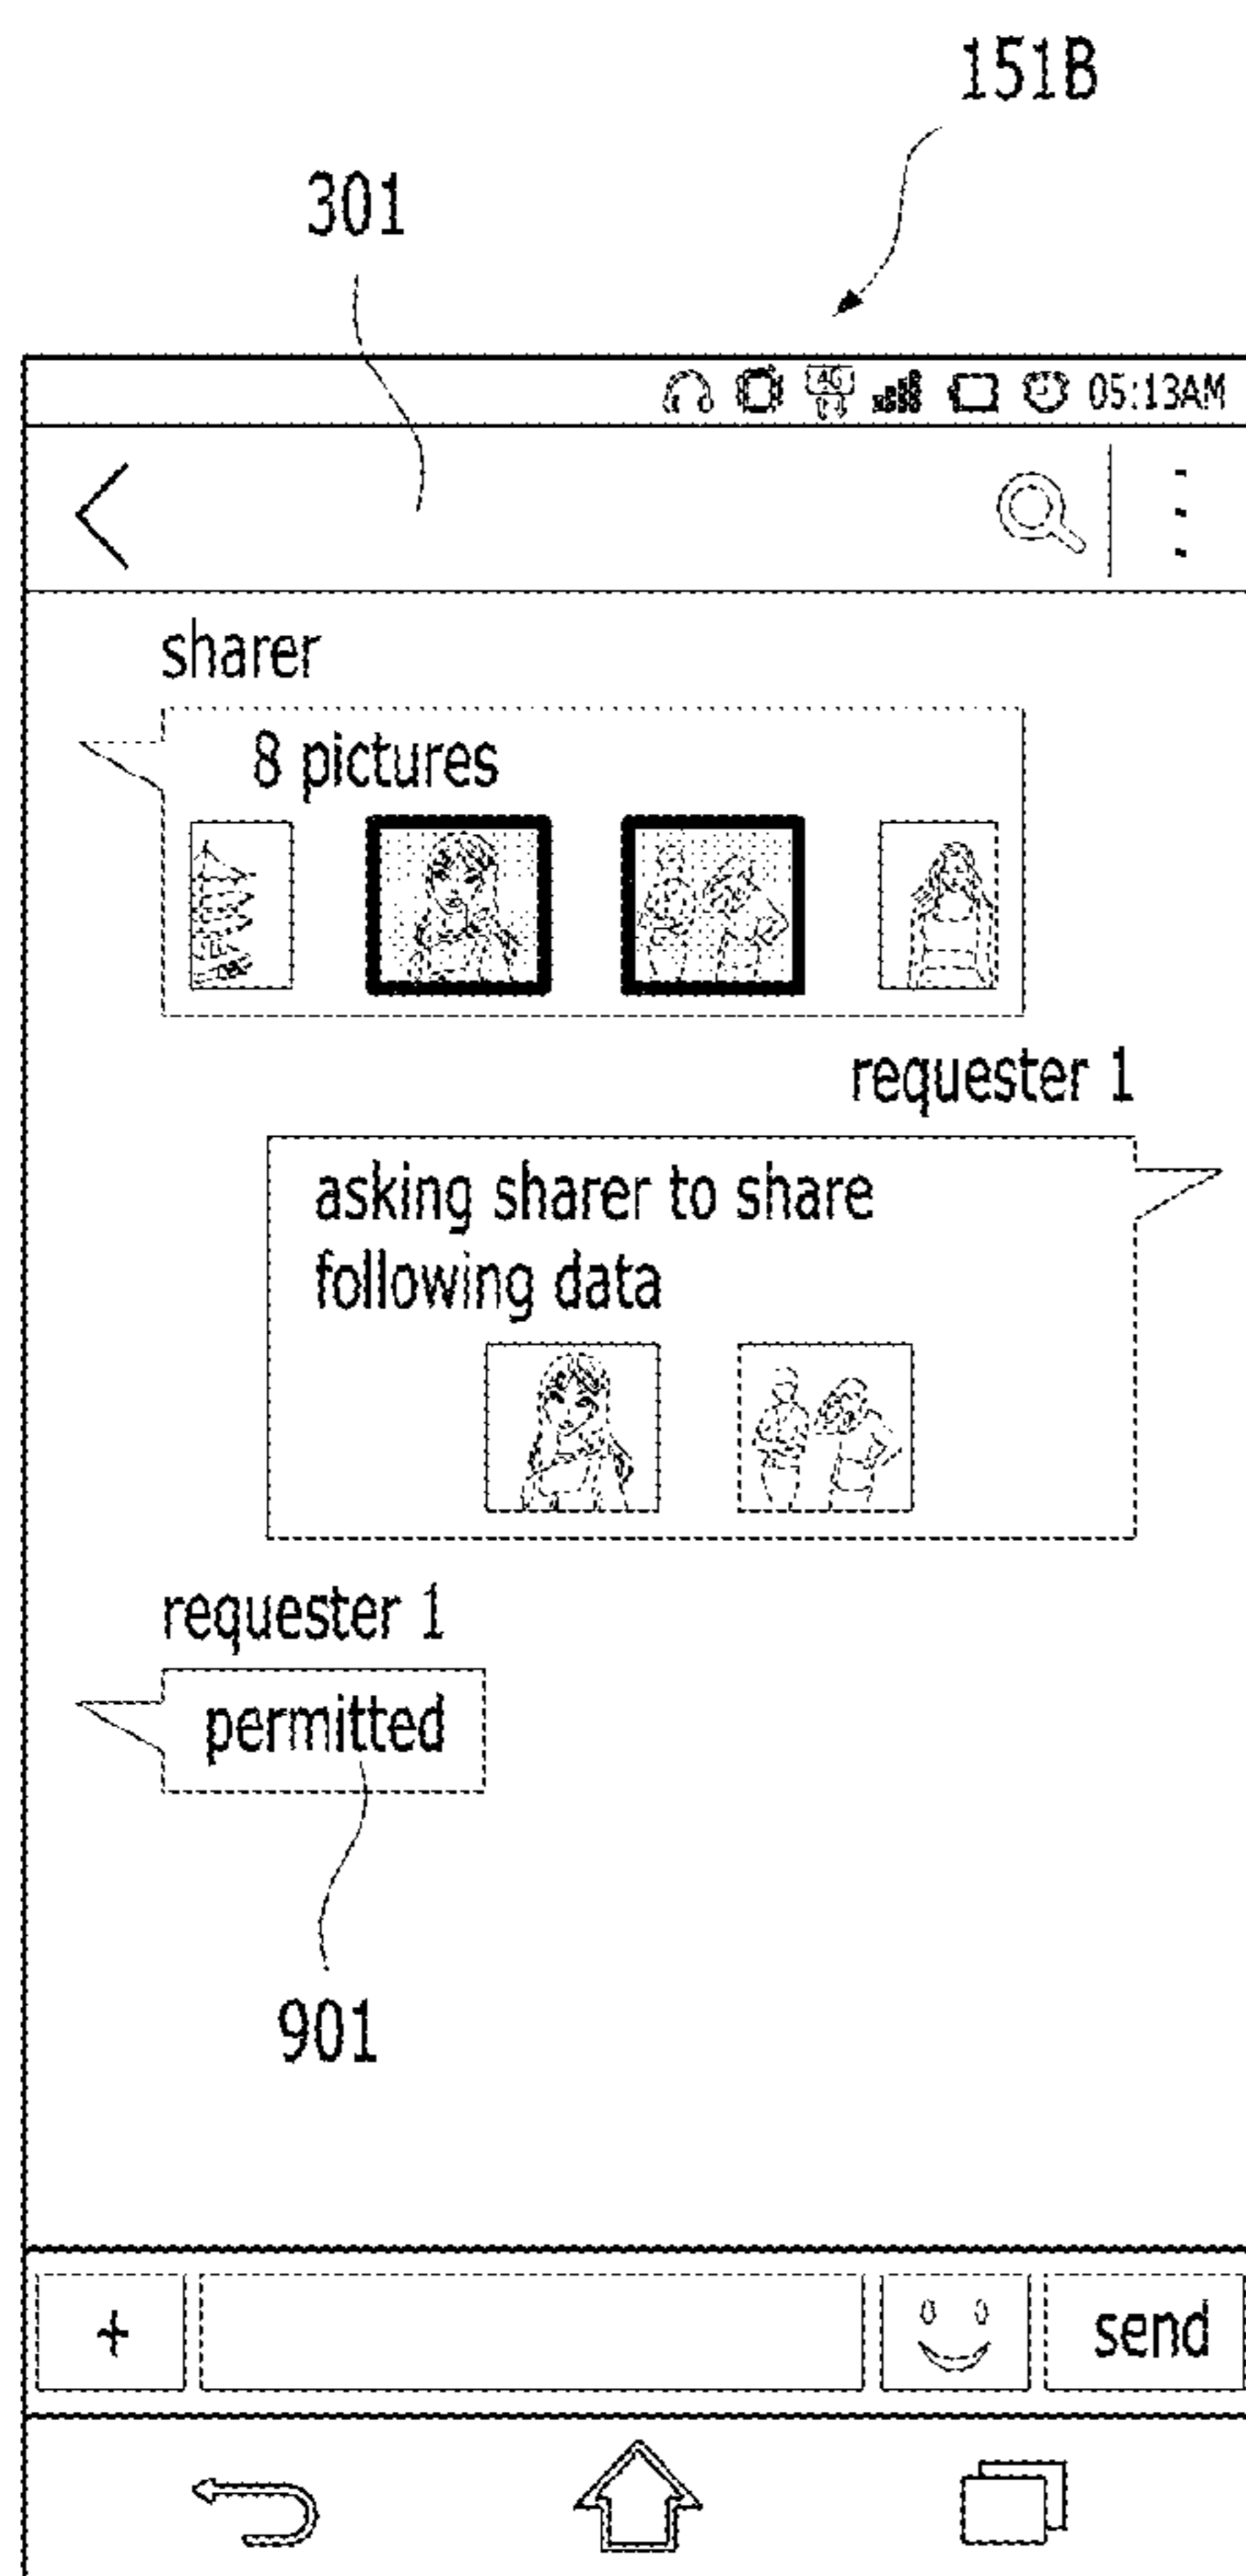 151B
301
4G
05:13AM
sharer
8 pictures
requester 1
asking sharer to share
following data
requester 1
permitted
901
+
send